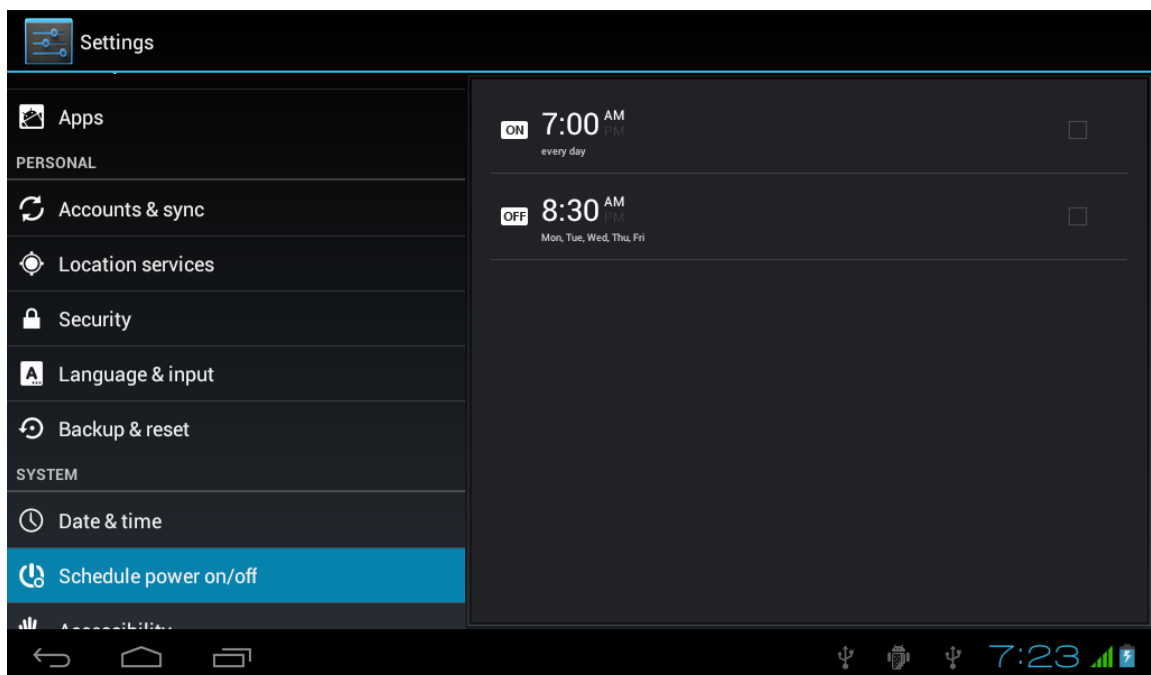 Settings
Apps
PERSONAL
Accounts & sync
Location services
Security
Language & input
Backup & reset
SYSTEM
Date & time
Schedule power on/off
Accessibility
ON 7:00 AM
PM
every day
OFF 8:30 AM
PM
Mon, Tue, Wed, Thu, Fri
7:23